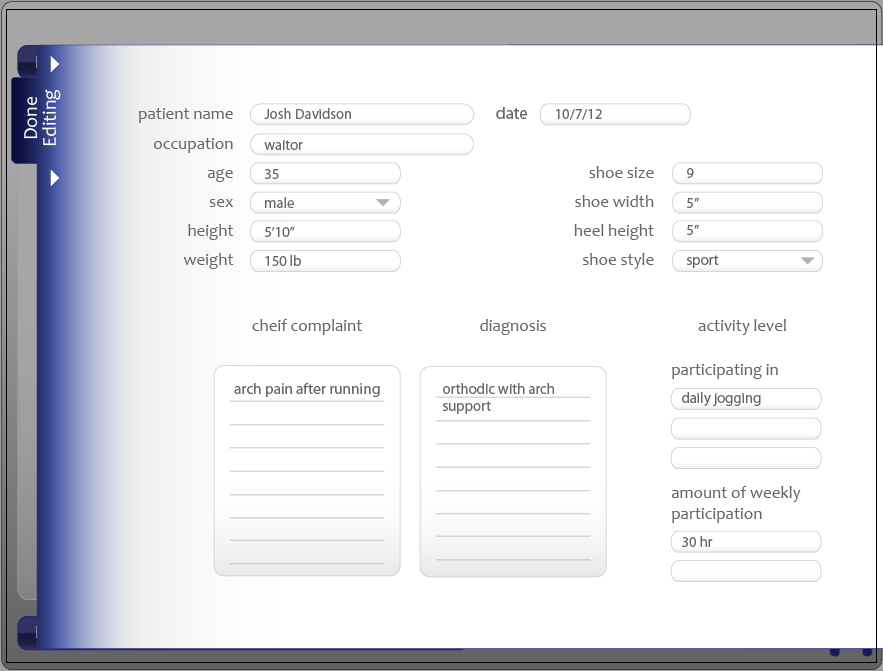 Done
Editing
patient name Josh Davidson date 10/7/12
occupation waitor
age 35 shoe size 9
sex male shoe width 5”
height 5’10” heel height 5”
weight 150 lb shoe style sport
cheif complaint diagnosis activity level
participating in
arch pain after running orthodic with arch daily jogging
support
amount of weekly
participation
30 hr